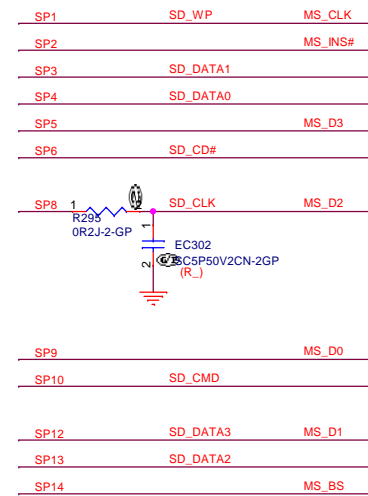 SP1 SD_WP MS_CLK
SP2 MS_INS#
SP3 SD_DATA1
SP4 SD_DATA0
SP5 MS_D3
SP6 SD_CD#
SP8 1 SD_CLK MS_D2
R295
0R2J-2-GP
1
EC302
2 SC5P50V2CN-2GP
(R_)
SP9 MS_D0
SP10 SD_CMD
SP12 SD_DATA3 MS_D1
SP13 SD_DATA2
SP14 MS_BS